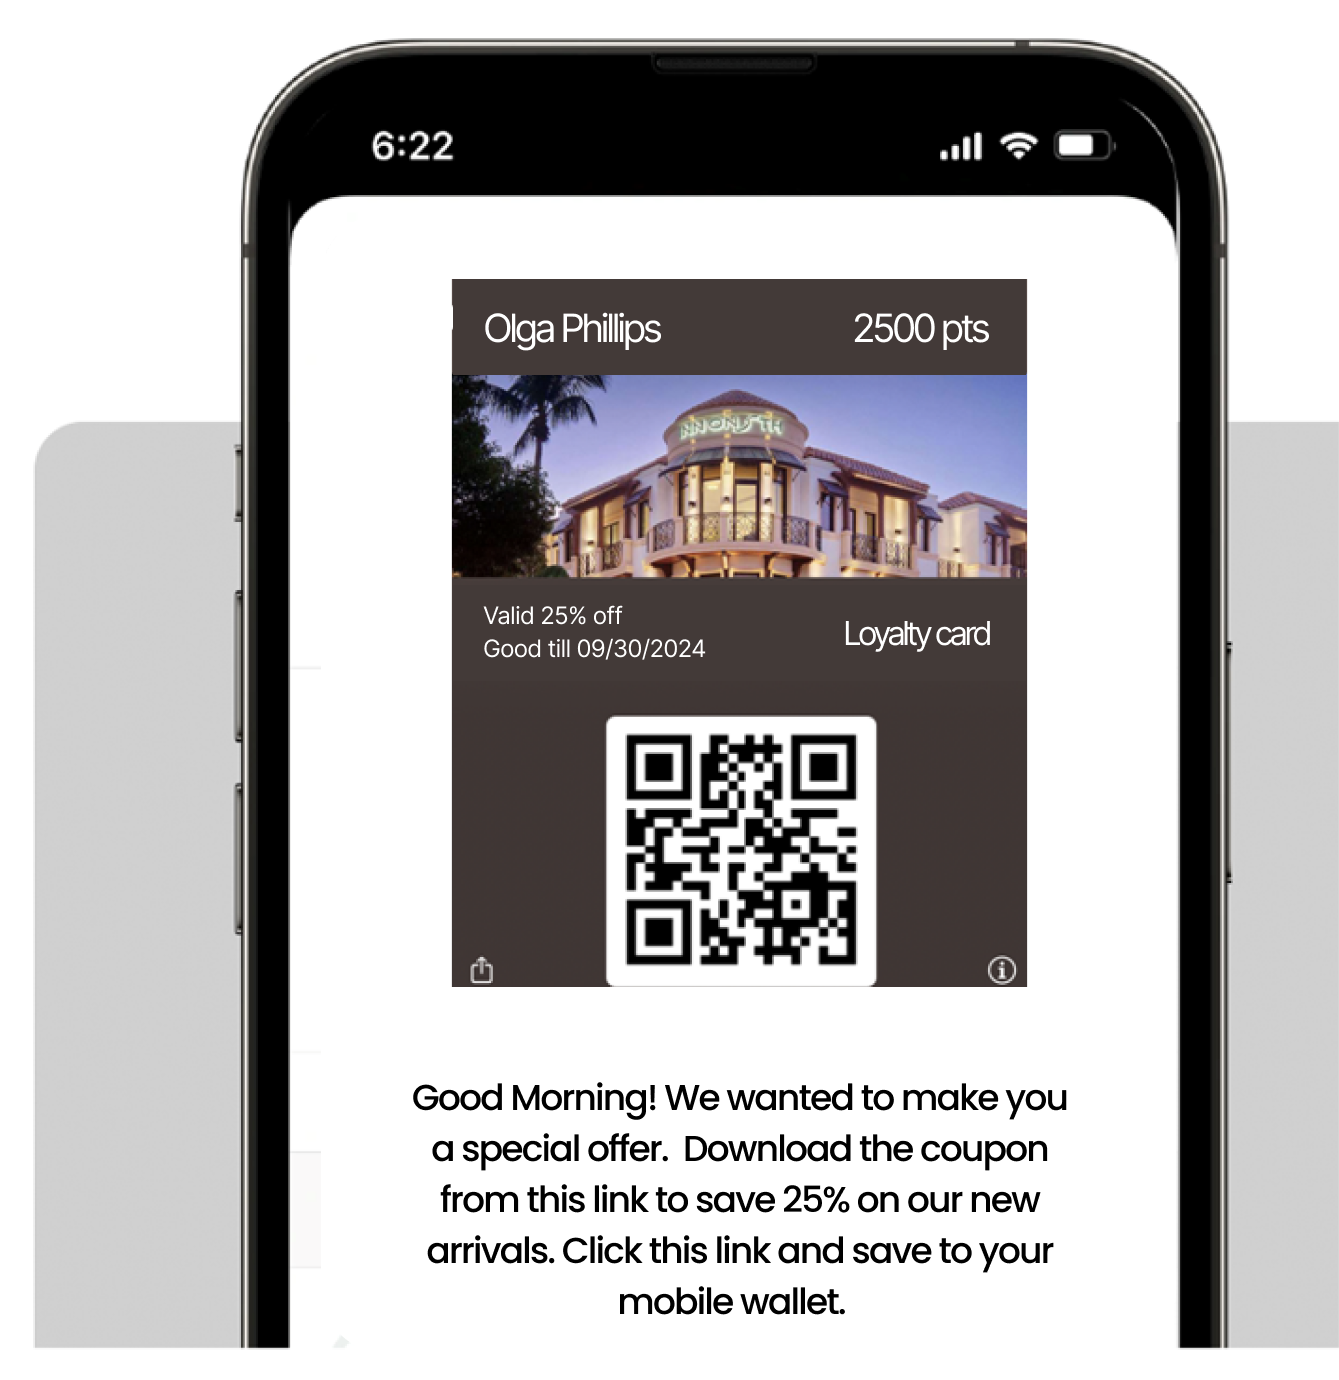 6:22
Olga Phillips
2500 pts
Valid 25% off
Good till 09/30/2024
Loyalty card
Good Morning! We wanted to make you
a special offer. Download the coupon
from this link to save 25% on our new
arrivals. Click this link and save to your
mobile wallet.